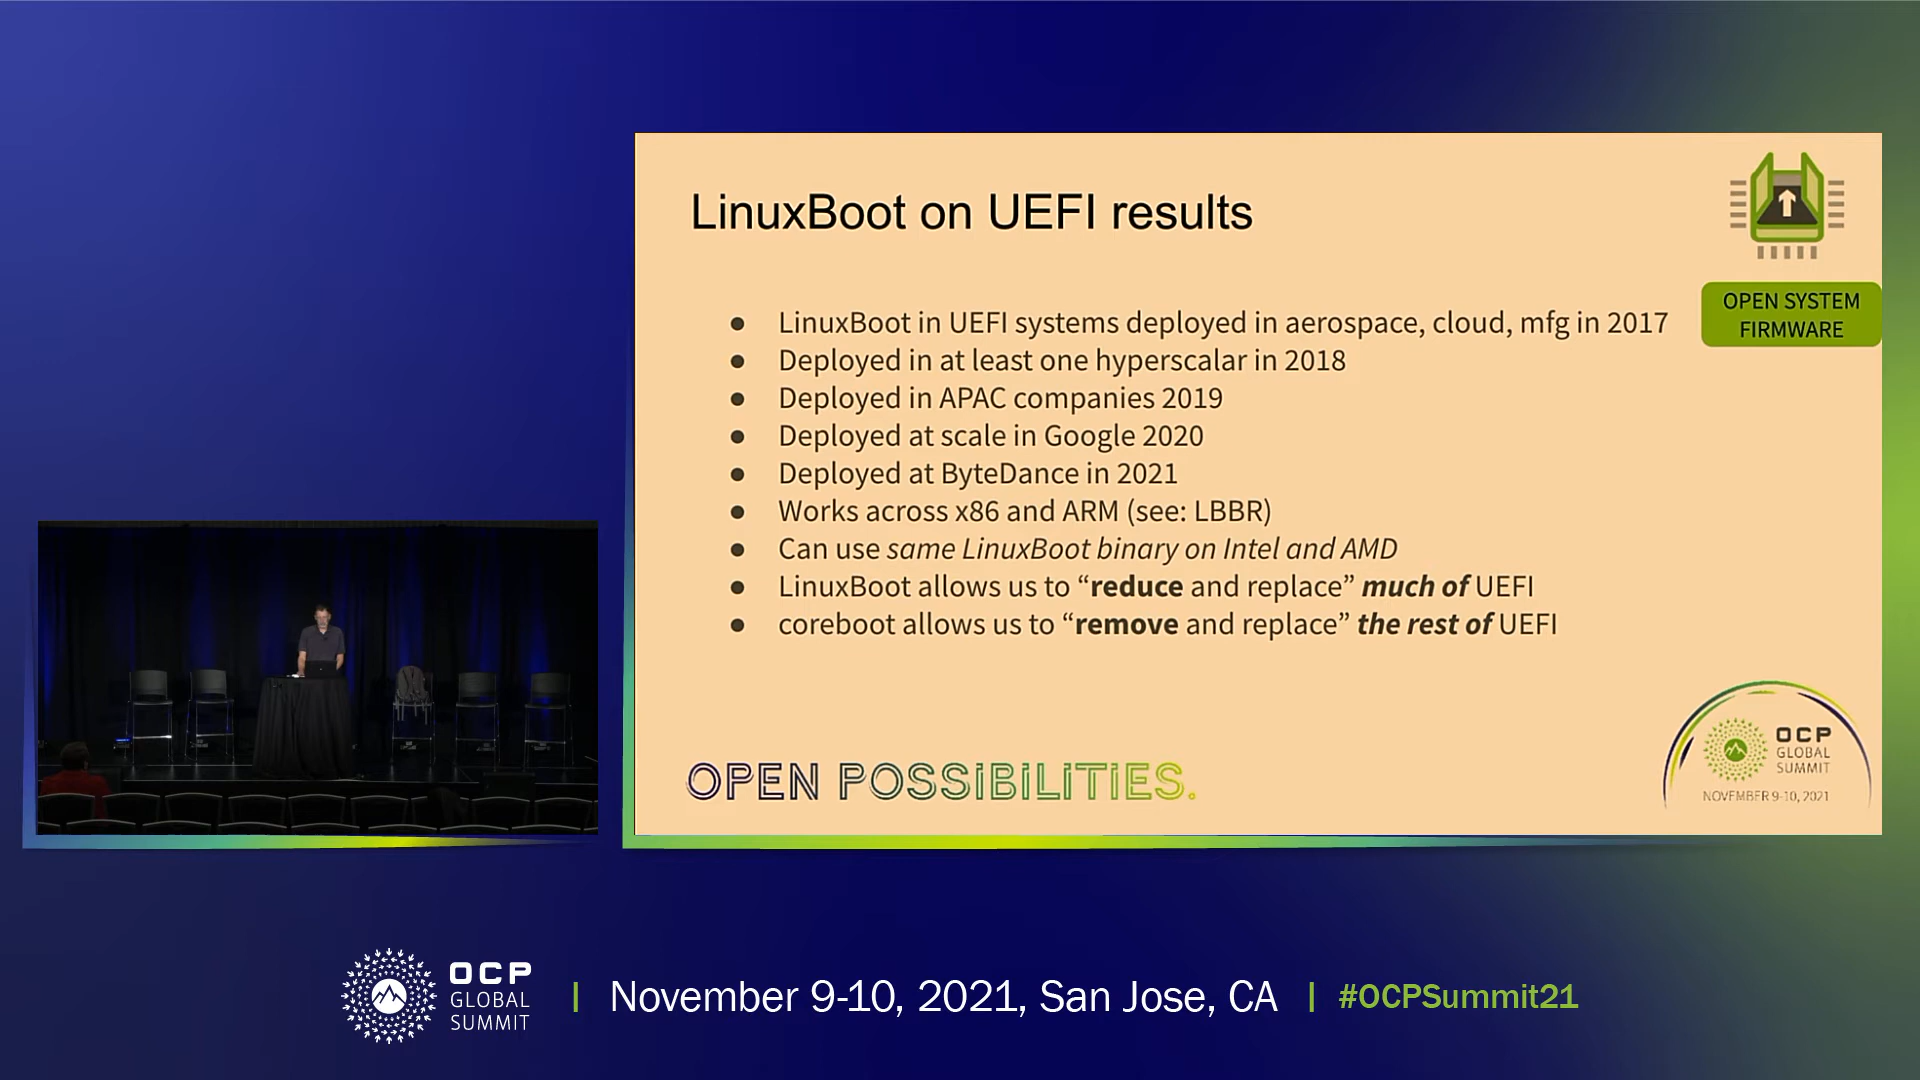 LinuxBoot on UEFI results
OPEN SYSTEM
FIRMWARE
● LinuxBoot in UEFI systems deployed in aerospace, cloud, mfg in 2017
● Deployed in at least one hyperscalar in 2018
● Deployed in APAC companies 2019
● Deployed at scale in Google 2020
● Deployed at ByteDance in 2021
● Works across x86 and ARM (see: LBBR)
● Can use same LinuxBoot binary on Intel and AMD
● LinuxBoot allows us to “reduce and replace” much of UEFI
● coreboot allows us to “remove and replace” the rest of UEFI
OPEN POSSIBILITIES.
OCP
GLOBAL
SUMMIT
NOVEMBER 9-10, 2021
OCP
GLOBAL
SUMMIT
| November 9-10, 2021, San Jose, CA | #OCPSummit21